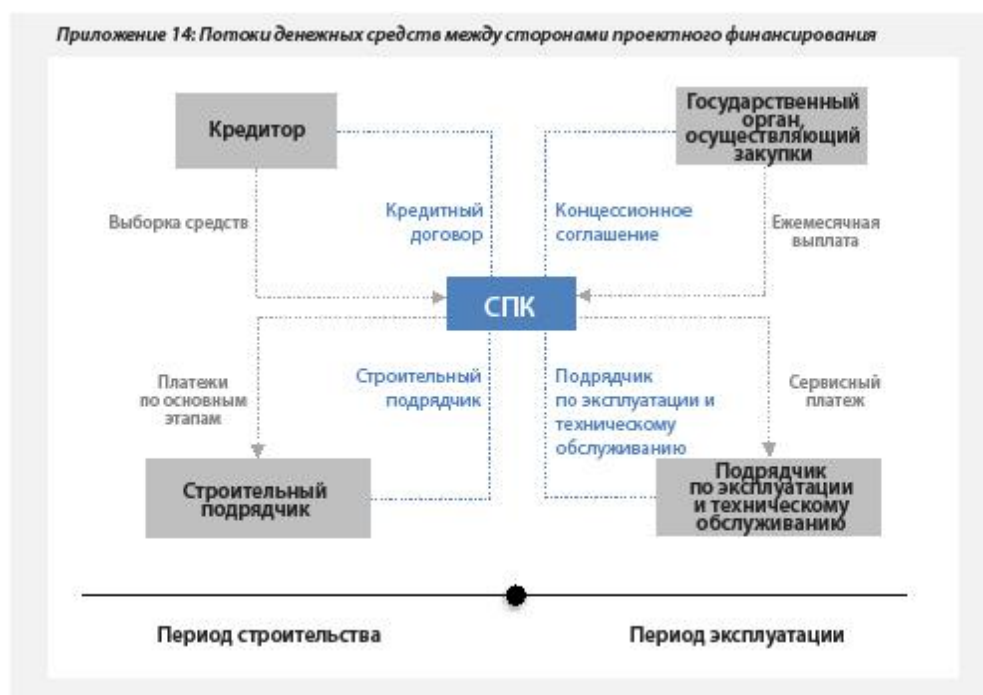 Приложение 14: Потоки денежных средств между сторонами проектного финансирования
Кредитор
Государственный
орган,
осуществляющий
закупки
Выборка средств
Кредитный
договор
Концессионное
соглашение
Ежемесячная
выплата
СПК
Платежи
по основным
этапам
Строительный
подрядчик
Подрядчик
по эксплуатации и
техническому
обслуживанию
Сервисный
платеж
Строительный
подрядчик
Подрядчик
по эксплуатации
и техническому
обслуживанию
Период строительства
Период эксплуатации